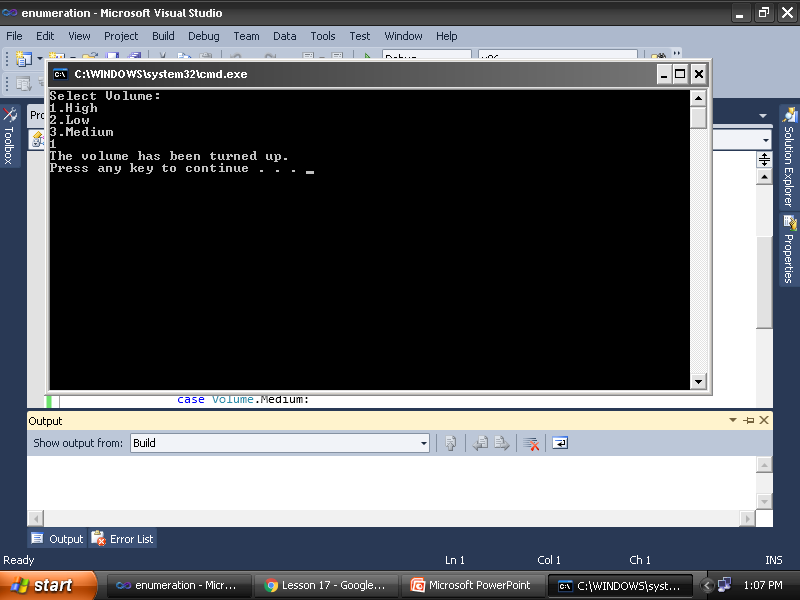 enumeration - Microsoft Visual Studio
File Edit View Project Build Debug Team Data Tools Test Window Help
C:\WINDOWS\system32\cmd.exe
Select Volume:
1.High
2.Low
3.Medium
1
The volume has been turned up.
Press any key to continue . . .
Toolbox
Solution Explorer
Properties
case Volume.Medium:
Output
Show output from: Build
Output Error List
Ready Ln 1 Col 1 Ch 1 INS
start enumeration - Micr... Lesson 17 - Google... Microsoft PowerPoint C:\WINDOWS\syst... 1:07 PM